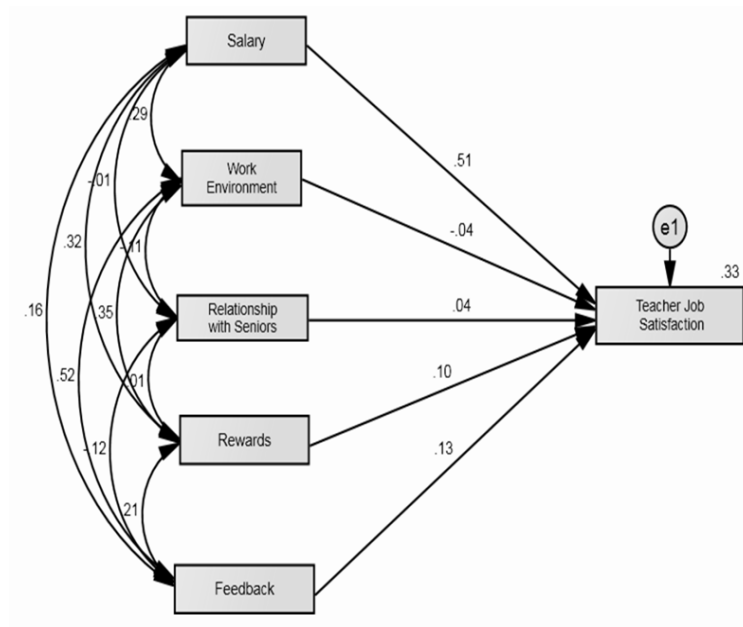 Salary
.29
.51
Work
Environment
-.01
-.04
e1
.32
-.11
.33
.16
.35
Relationship
with Seniors
.04
Teacher Job
Satisfaction
.52
.01
.10
Rewards
-.12
.13
.21
Feedback